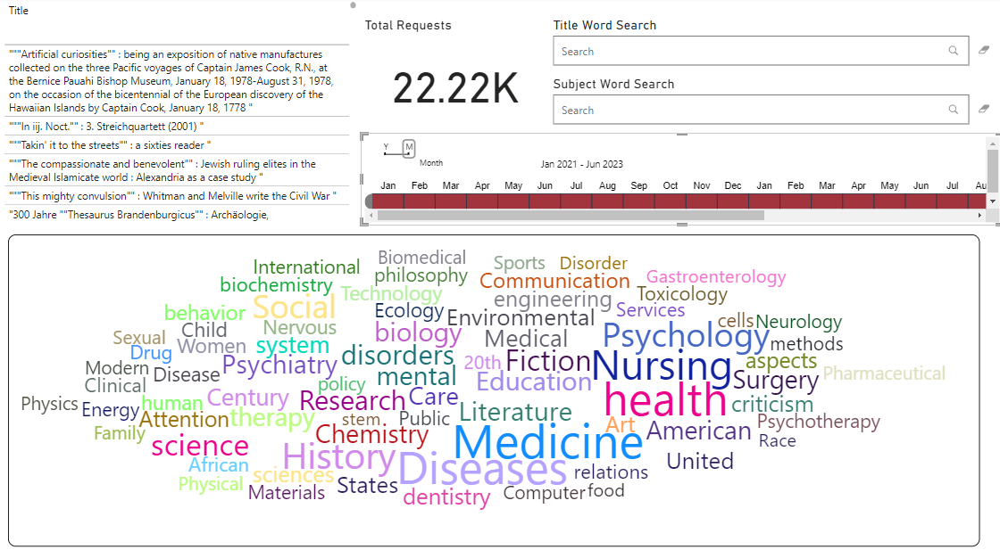 Title
"""Artificial curiosities"" : being an exposition of native manufactures
collected on the three Pacific voyages of Captain James Cook, R.N., at
the Bernice Pauahi Bishop Museum, January 18, 1978-August 31, 1978,
on the occasion of the bicentennial of the European discovery of the
Hawaiian Islands by Captain Cook, January 18, 1778 "
"""In iij. Noct."" : 3. Streichquartett (2001) "
"""Takin' it to the streets"" : a sixties reader "
"""The compassionate and benevolent"" : Jewish ruling elites in the
Medieval Islamicate world : Alexandria as a case study "
"""This mighty convulsion"" : Whitman and Melville write the Civil War "
"300 Jahre ""Thesaurus Brandenburgicus"" : Archäologie,
Total Requests
22.22K
Title Word Search
Search
Subject Word Search
Search
Y M
Month
Jan 2021 - Jun 2023
Jan Feb Mar Apr May Jun Jul Aug Sep Oct Nov Dec Jan Feb Mar Apr May Jun Jul Au
Biomedical
International
Sports
Disorder
philosophy
Gastroenterology
Communication
biochemistry
Technology
Toxicology
engineering
Social
Ecology
Services
behavior
Environmental
cells
Neurology
Nervous
Child
biology
Psychology
Sexual
Medical
Women
system
methods
Drug
disorders
Fiction
20th
aspects
Psychiatry
Nursing
Modern
Pharmaceutical
Disease
mental
Surgery
Clinical
policy
Education
Century
health
Care
Research
human
criticism
Physics
Energy
Literature
therapy
Attention
stem.
Public
Art
Psychotherapy
American
Family
Chemistry
Medicine
Race
science
History
United
African
Diseases
relations
sciences
Physical
States
Materials
dentistry
Computer
food